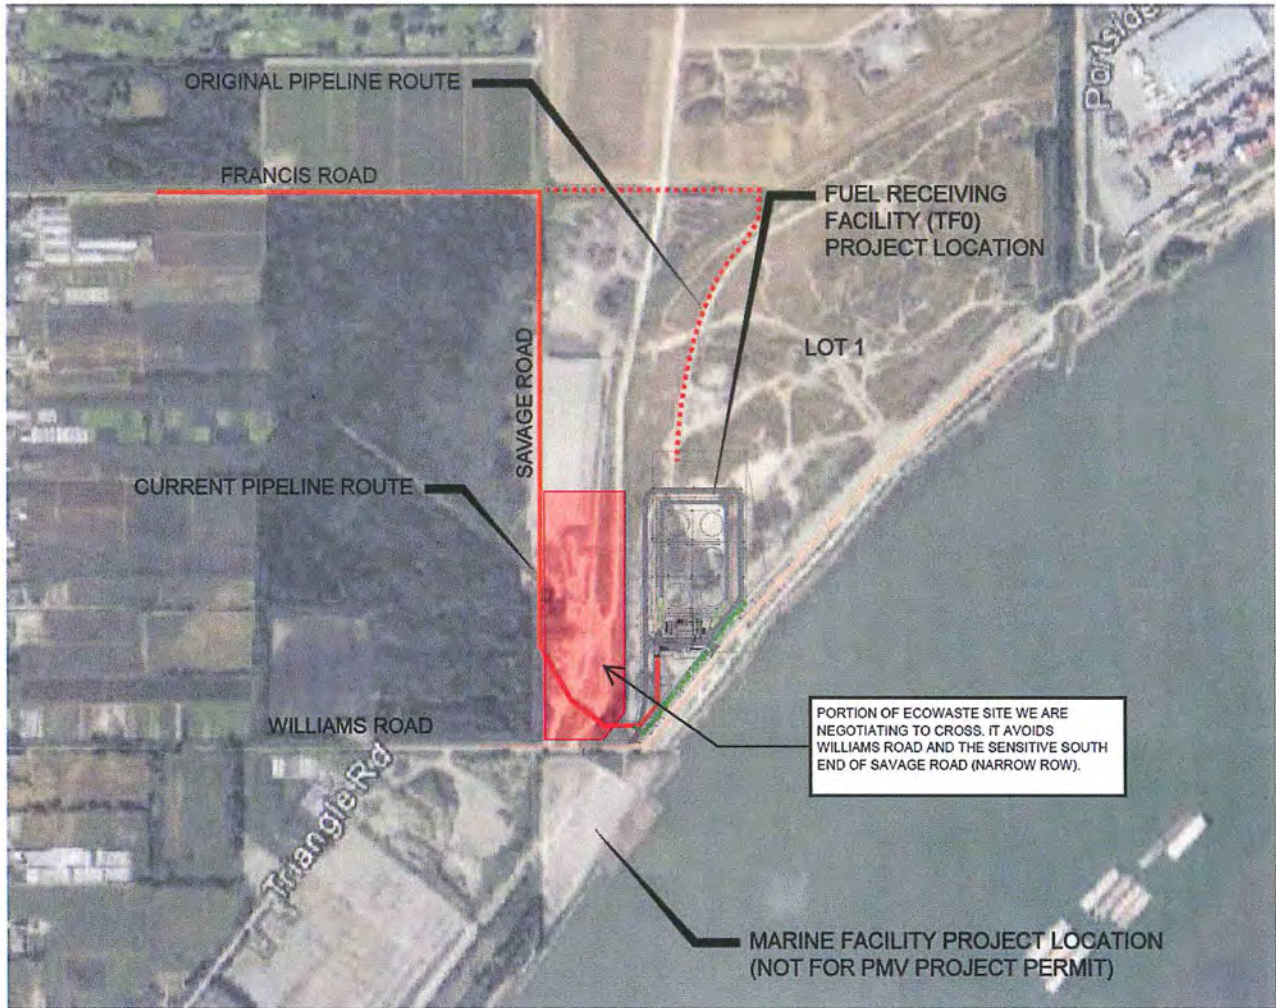 Portside
ORIGINAL PIPELINE ROUTE
FRANCIS ROAD
FUEL RECEIVING
FACILITY (TF0)
PROJECT LOCATION
SAVAGE ROAD
LOT 1
CURRENT PIPELINE ROUTE
WILLIAMS ROAD
PORTION OF ECOWASTE SITE WE ARE
NEGOTIATING TO CROSS. IT AVOIDS
WILLIAMS ROAD AND THE SENSITIVE SOUTH
END OF SAVAGE ROAD (NARROW ROW).
Triangle Rd
MARINE FACILITY PROJECT LOCATION
(NOT FOR PMV PROJECT PERMIT)